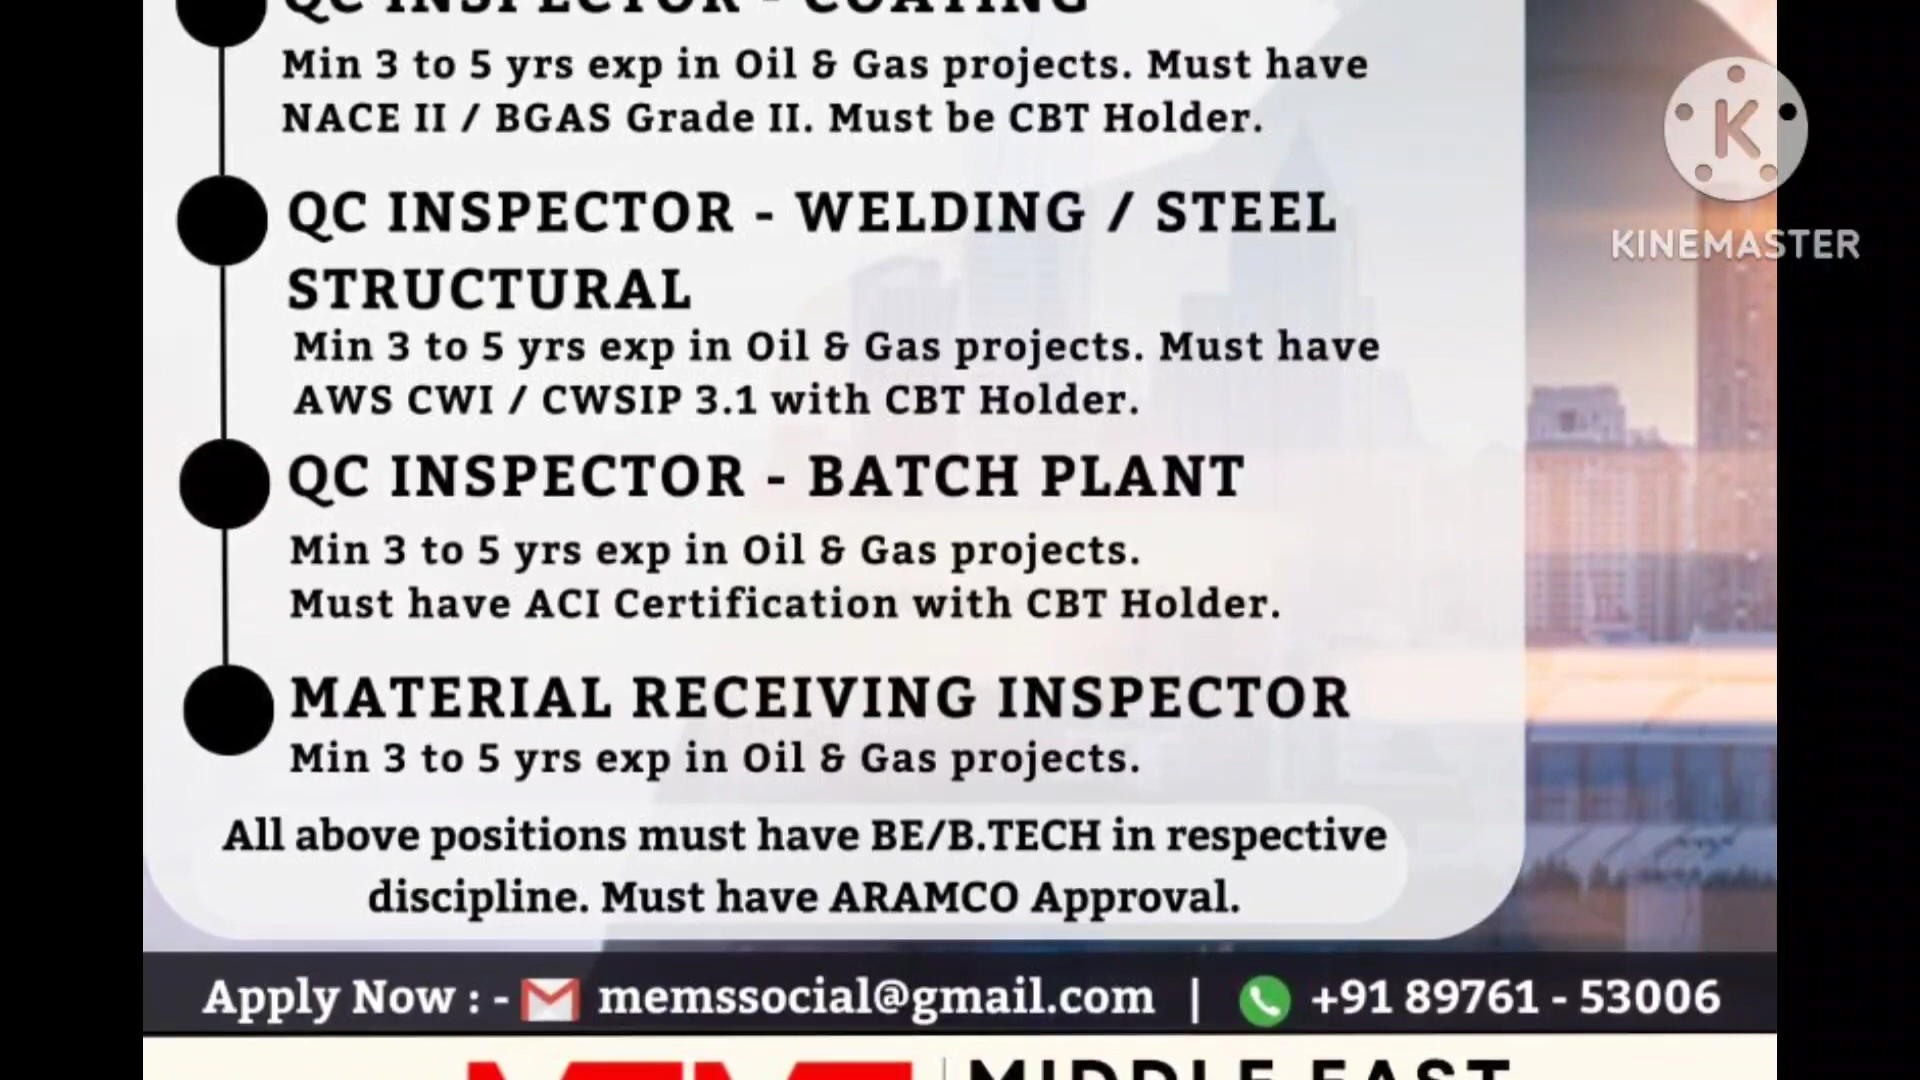 QC INSPECTOR - COATING
Min 3 to 5 yrs exp in Oil & Gas projects. Must have
NACE II / BGAS Grade II. Must be CBT Holder.
QC INSPECTOR - WELDING / STEEL
STRUCTURAL
Min 3 to 5 yrs exp in Oil & Gas projects. Must have
AWS CWI / CWSIP 3.1 with CBT Holder.
QC INSPECTOR - BATCH PLANT
Min 3 to 5 yrs exp in Oil & Gas projects.
Must have ACI Certification with CBT Holder.
MATERIAL RECEIVING INSPECTOR
Min 3 to 5 yrs exp in Oil & Gas projects.
All above positions must have BE/B.TECH in respective
discipline. Must have ARAMCO Approval.
Apply Now : - memssocial@gmail.com | +91 89761 - 53006
MIDDLE EAST
K
KINEMASTER